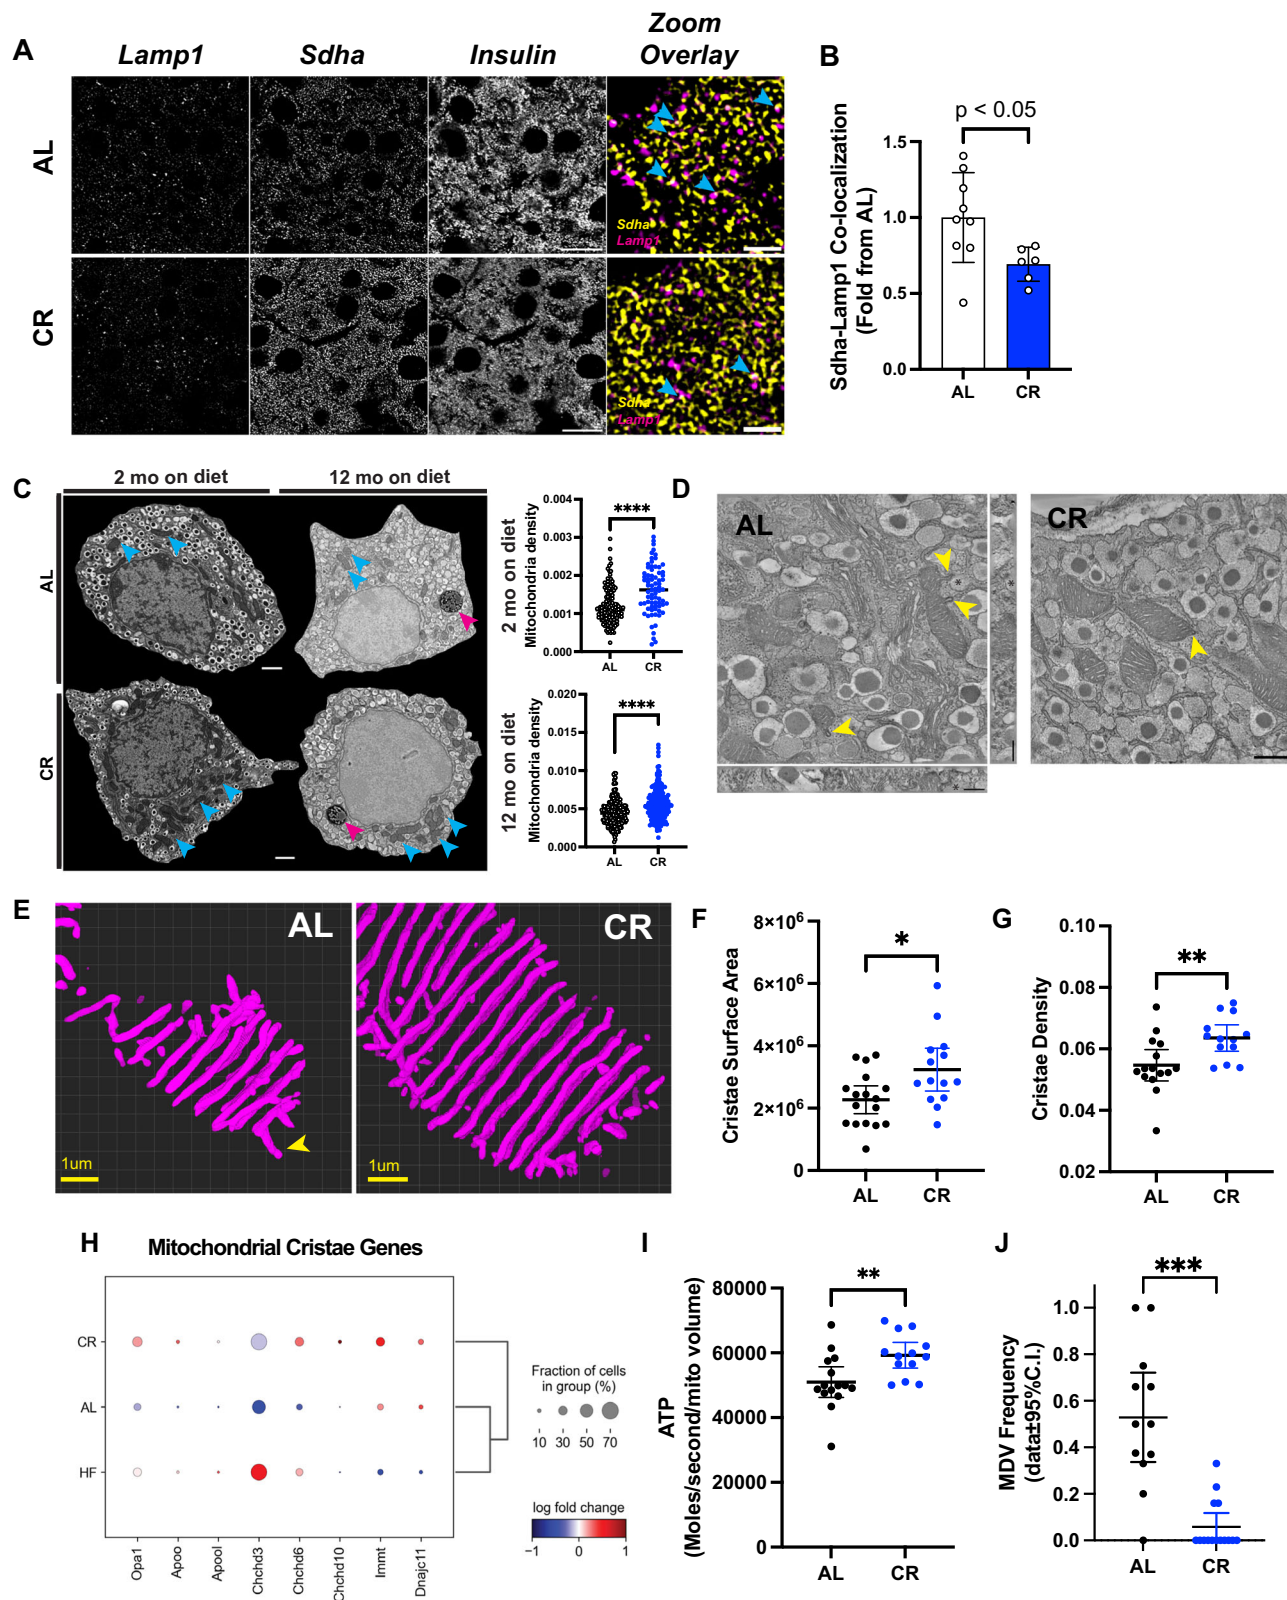 A
Lamp1
Sdha
Insulin
Zoom
Overlay
AL
CR
Sdha
Lamp1
Sdha
Lamp1
B
p < 0.05
Sdha-Lamp1 Co-localization
(Fold from AL)
1.5
1.0
0.5
0.0
AL
CR
C
2 mo on diet
12 mo on diet
AL
CR
2 mo on diet
Mitochondria density
0.004
0.003
0.002
0.001
0.000
****
AL
CR
12 mo on diet
Mitochondria density
0.020
0.015
0.010
0.005
0.000
****
AL
CR
D
AL
*
*
*
CR
E
AL
1um
CR
1um
F
Cristae Surface Area
8×10⁶
6×10⁶
4×10⁶
2×10⁶
0
*
AL
CR
G
Cristae Density
0.10
0.08
0.06
0.04
0.02
**
AL
CR
H
Mitochondrial Cristae Genes
CR
AL
HF
Opa1
Apoo
Apool
Chchd3
Chchd6
Chchd10
Immt
Dnajc11
Fraction of cells
in group (%)
10 30 50 70
log fold change
−1 0 1
I
ATP
(Moles/second/mito volume)
80000
60000
40000
20000
0
**
AL
CR
J
MDV Frequency
(data±95%C.I.)
1.0
0.8
0.6
0.4
0.2
0.0
***
AL
CR